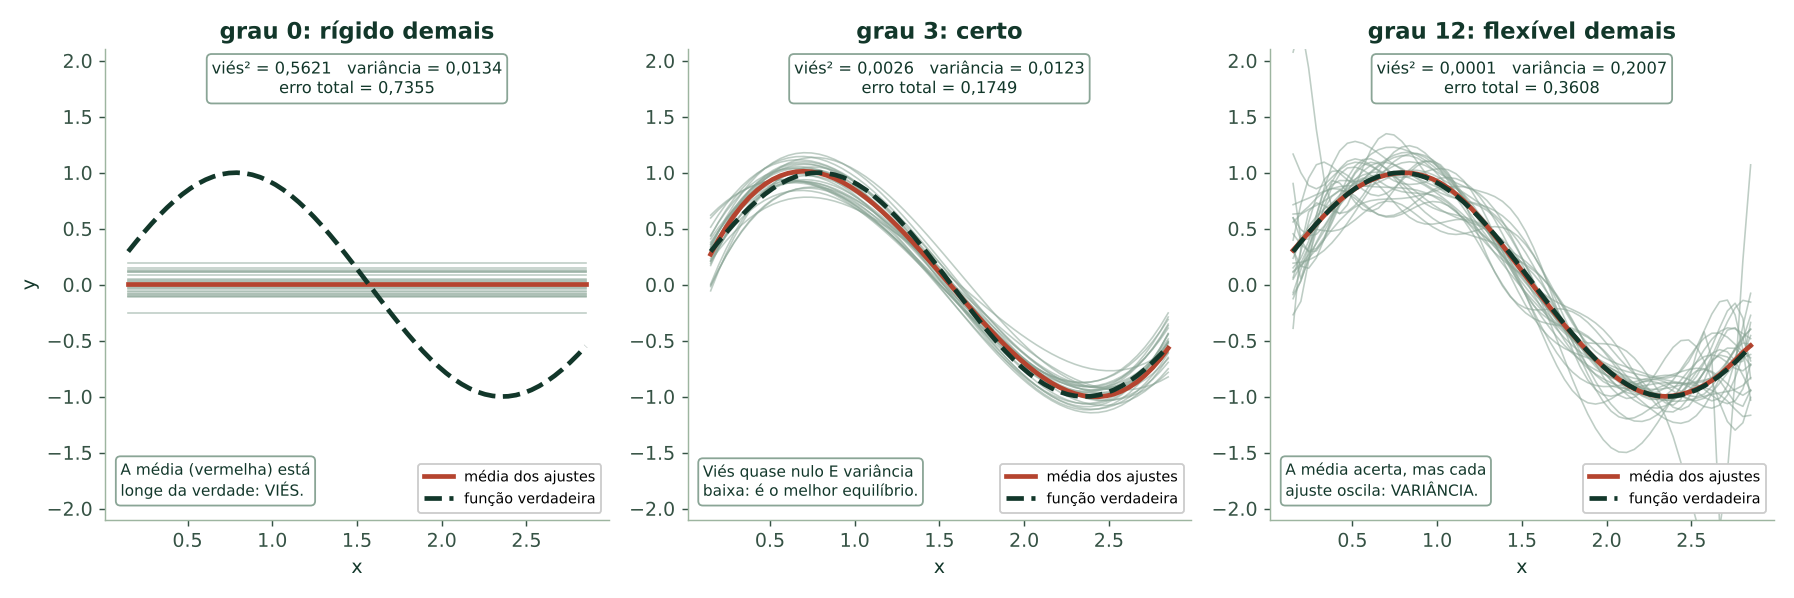 grau 0: rígido demais
viés² = 0,5621 variância = 0,0134
erro total = 0,7355
2.0
1.5
1.0
0.5
0.0
−0.5
−1.0
−1.5
−2.0
y
A média (vermelha) está
longe da verdade: VIÉS.
média dos ajustes
função verdadeira
0.5 1.0 1.5 2.0 2.5
x
grau 3: certo
viés² = 0,0026 variância = 0,0123
erro total = 0,1749
2.0
1.5
1.0
0.5
0.0
−0.5
−1.0
−1.5
−2.0
Viés quase nulo E variância
baixa: é o melhor equilíbrio.
média dos ajustes
função verdadeira
0.5 1.0 1.5 2.0 2.5
x
grau 12: flexível demais
viés² = 0,0001 variância = 0,2007
erro total = 0,3608
2.0
1.5
1.0
0.5
0.0
−0.5
−1.0
−1.5
−2.0
A média acerta, mas cada
ajuste oscila: VARIÂNCIA.
média dos ajustes
função verdadeira
0.5 1.0 1.5 2.0 2.5
x